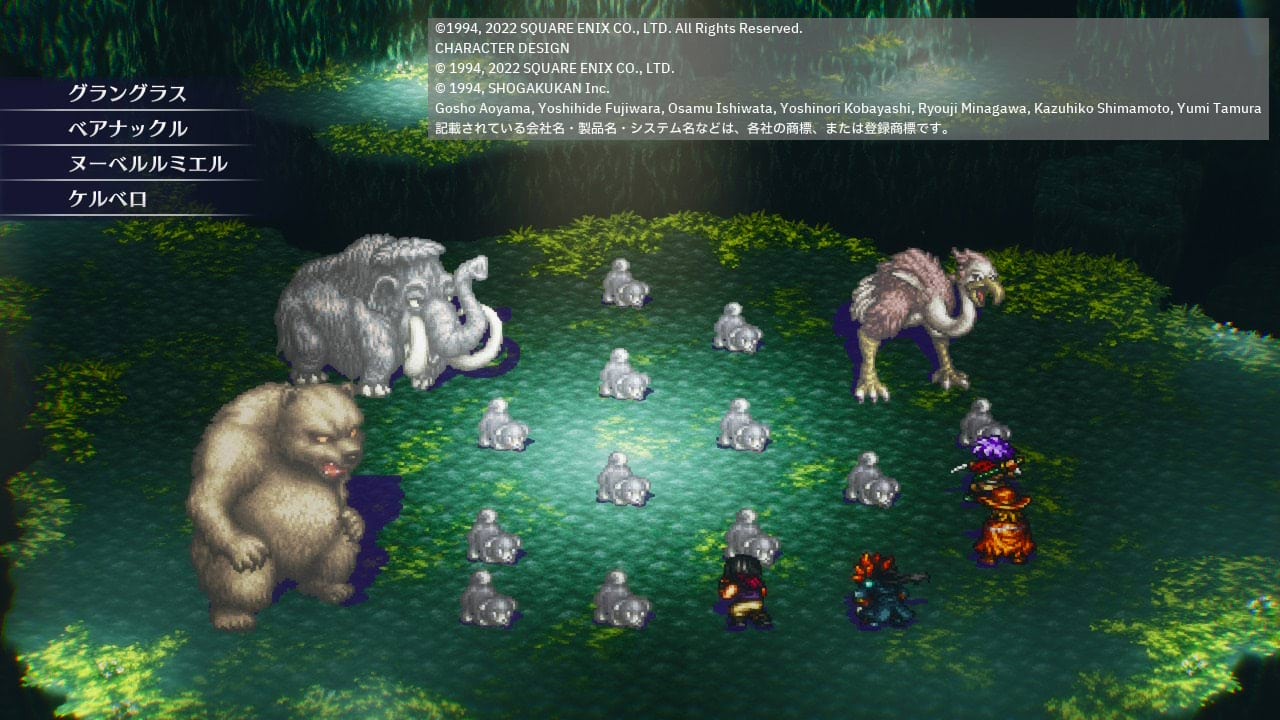 ©1994, 2022 SQUARE ENIX CO., LTD. All Rights Reserved.
CHARACTER DESIGN
© 1994, 2022 SQUARE ENIX CO., LTD.
© 1994, SHOGAKUKAN Inc.
Gosho Aoyama, Yoshihide Fujiwara, Osamu Ishiwata, Yoshinori Kobayashi, Ryouji Minagawa, Kazuhiko Shimamoto, Yumi Tamura
記載されている会社名・製品名・システム名などは、各社の商標、または登録商標です。
グラングラス
ベアナックル
ヌーベルルミエル
ケルベロ